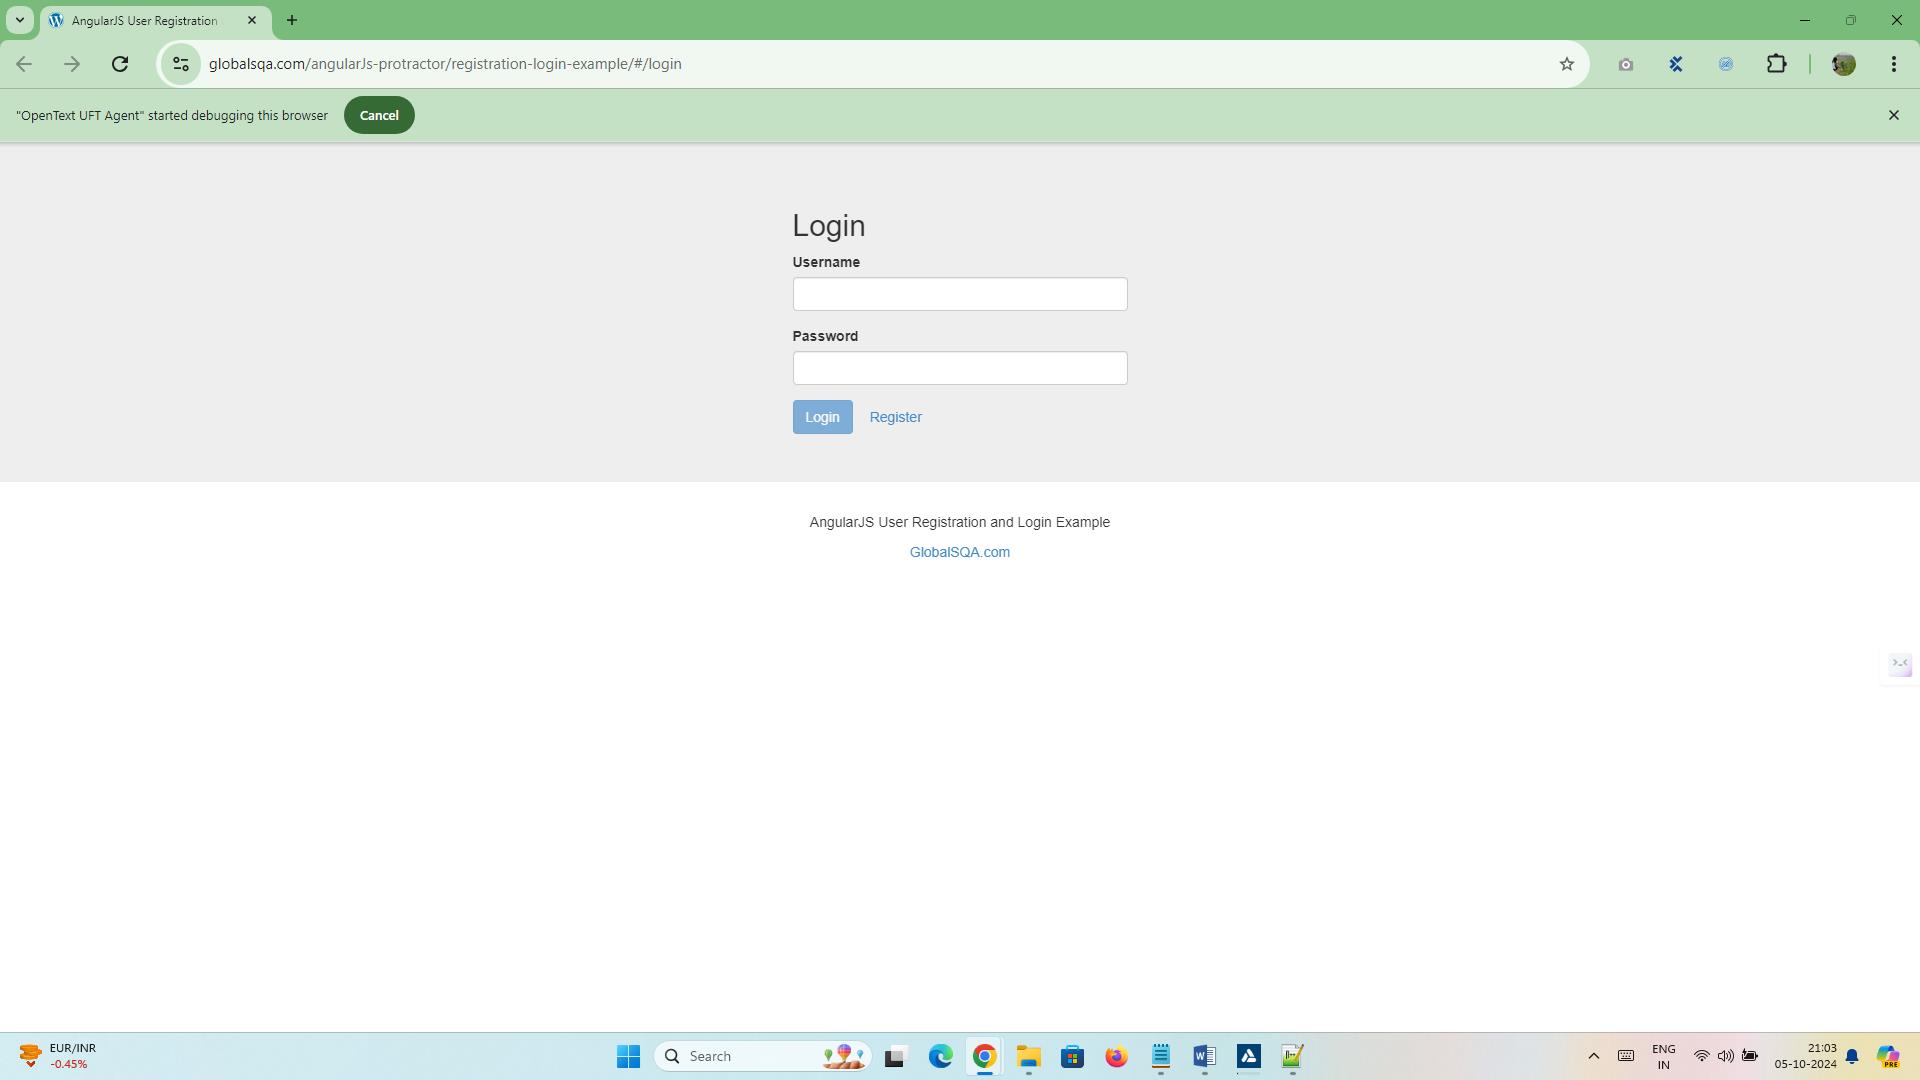 AngularJS User Registration
globalsqa.com/angularJs-protractor/registration-login-example/#/login
"OpenText UFT Agent" started debugging this browser
Cancel
Login
Username
Password
Login
Register
AngularJS User Registration and Login Example
GlobalSQA.com
EUR/INR
-0.45%
Search
ENG
IN
21:03
05-10-2024
PRE